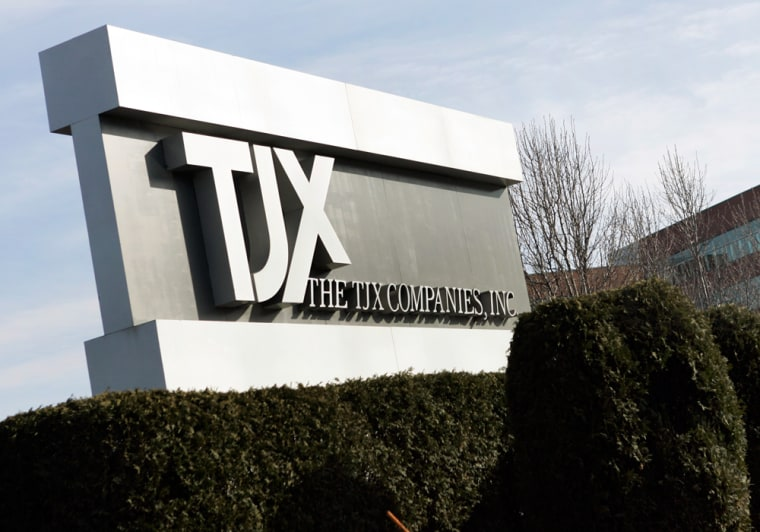 TJX
THE TJX COMPANIES, INC.